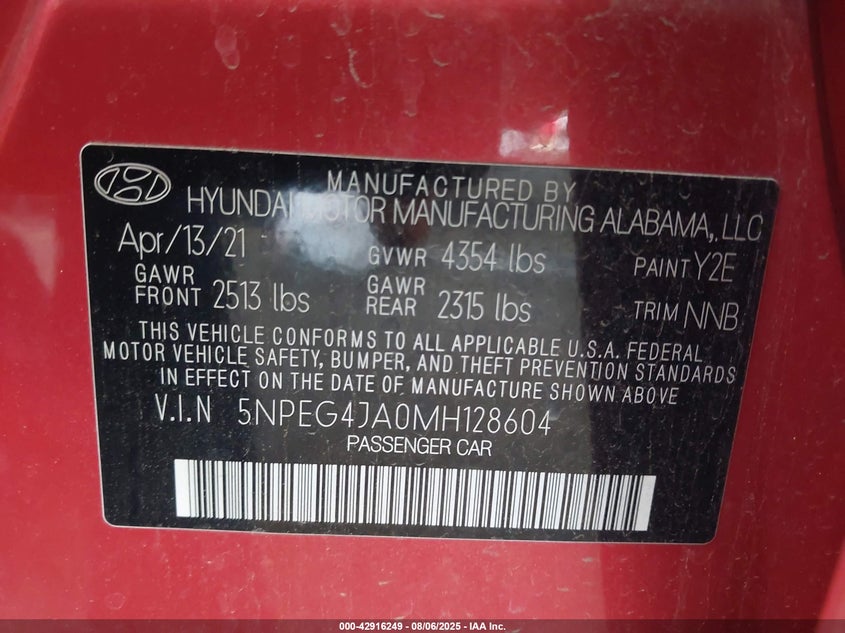 MANUFACTURED BY
HYUNDAI MOTOR MANUFACTURING ALABAMA, LLC
Apr/13/21 GVWR 4354 lbs PAINT Y2E
GAWR FRONT 2513 lbs GAWR REAR 2315 lbs TRIM NNB
THIS VEHICLE CONFORMS TO ALL APPLICABLE U.S.A. FEDERAL
MOTOR VEHICLE SAFETY, BUMPER, AND THEFT PREVENTION STANDARDS
IN EFFECT ON THE DATE OF MANUFACTURE SHOWN ABOVE
V.I.N 5NPEG4JA0MH128604
PASSENGER CAR
000-42916249 - 08/06/2025 - IAA Inc.